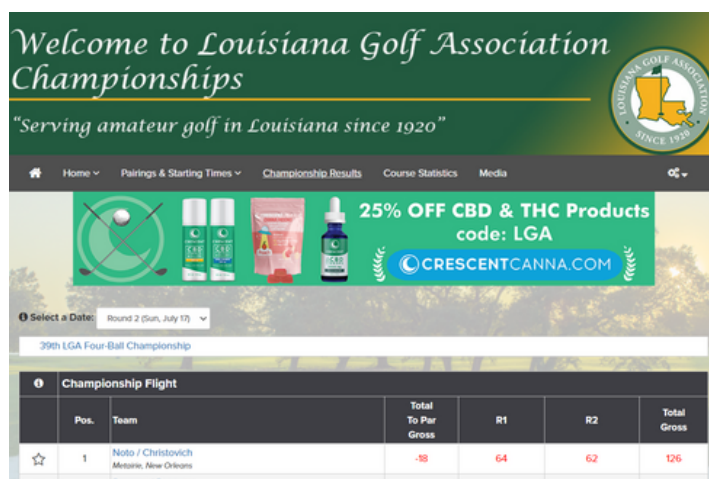 Welcome to Louisiana Golf Association
Championships
"Serving amateur golf in Louisiana since 1920"
LOUISIANA GOLF ASSOCIATION
SINCE 1920
Home Pairings & Starting Times Championship Results Course Statistics Media
25% OFF CBD & THC Products
code: LGA
CRESCENTCANNA.COM
Select a Date: Round 2 (Sun, July 17)
39th LGA Four-Ball Championship
Championship Flight
Pos. Team Total To Par Gross R1 R2 Total Gross
1 Noto / Christovich -18 64 62 126
Metairie, New Orleans